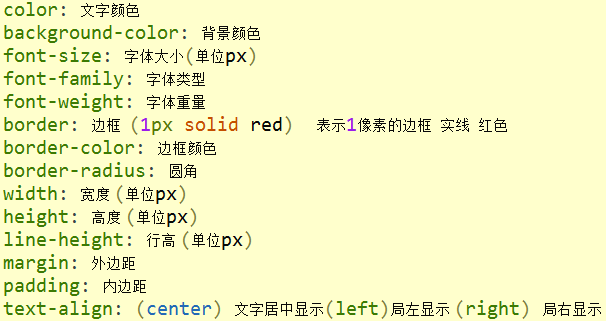 color: 文字颜色
background-color: 背景颜色
font-size: 字体大小(单位px)
font-family: 字体类型
font-weight: 字体重量
border: 边框 (1px solid red)  表示1像素的边框 实线 红色
border-color: 边框颜色
border-radius: 圆角
width: 宽度(单位px)
height: 高度(单位px)
line-height: 行高(单位px)
margin: 外边距
padding: 内边距
text-align: (center) 文字居中显示(left)局左显示(right) 局右显示